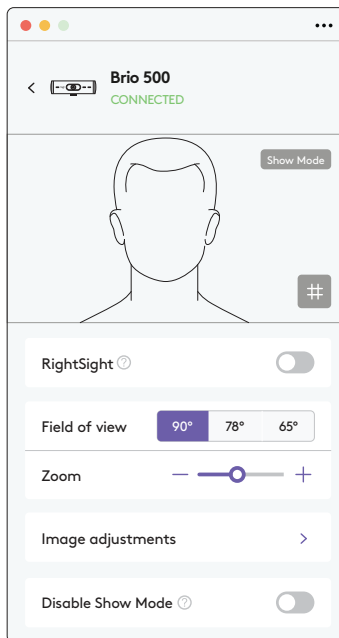 Brio 500
CONNECTED
Show Mode
RightSight
Field of view 90° 78° 65°
Zoom
Image adjustments
Disable Show Mode